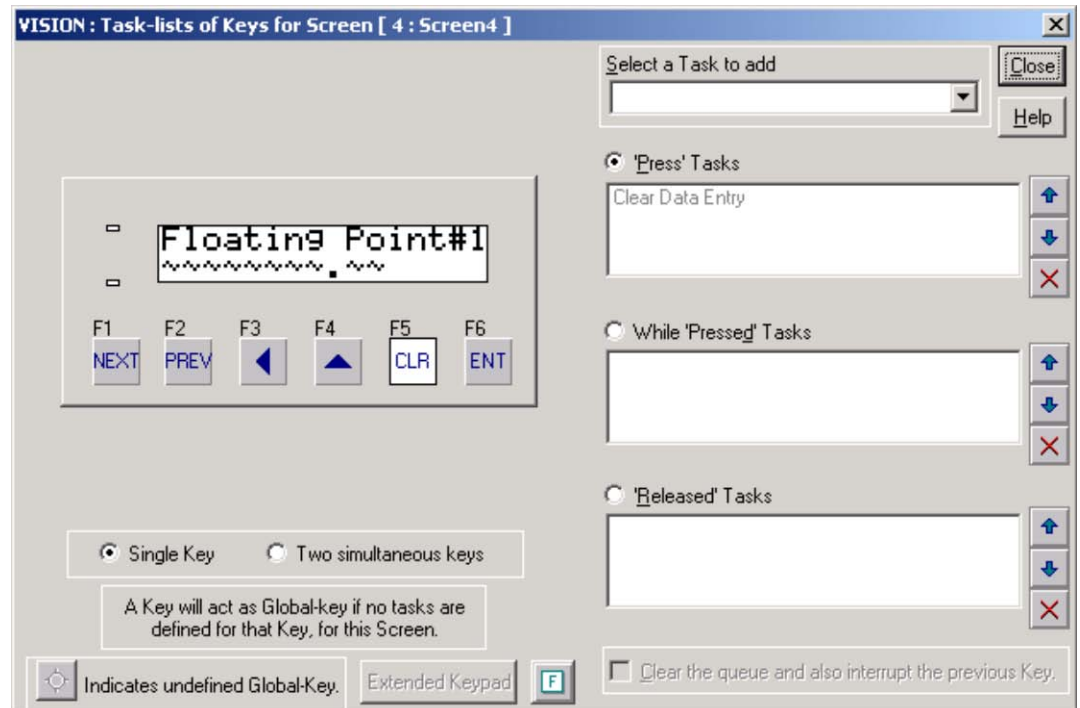 VISION : Task-lists of Keys for Screen [ 4 : Screen4 ]
Select a Task to add
Close
Help
'Press' Tasks
Clear Data Entry
Floating Point#1
~~~~~~~~.~~
F1 F2 F3 F4 F5 F6
NEXT PREV CLR ENT
While 'Pressed' Tasks
'Released' Tasks
Single Key Two simultaneous keys
A Key will act as Global-key if no tasks are
defined for that Key, for this Screen.
Indicates undefined Global-Key.
Extended Keypad
F
Clear the queue and also interrupt the previous Key.